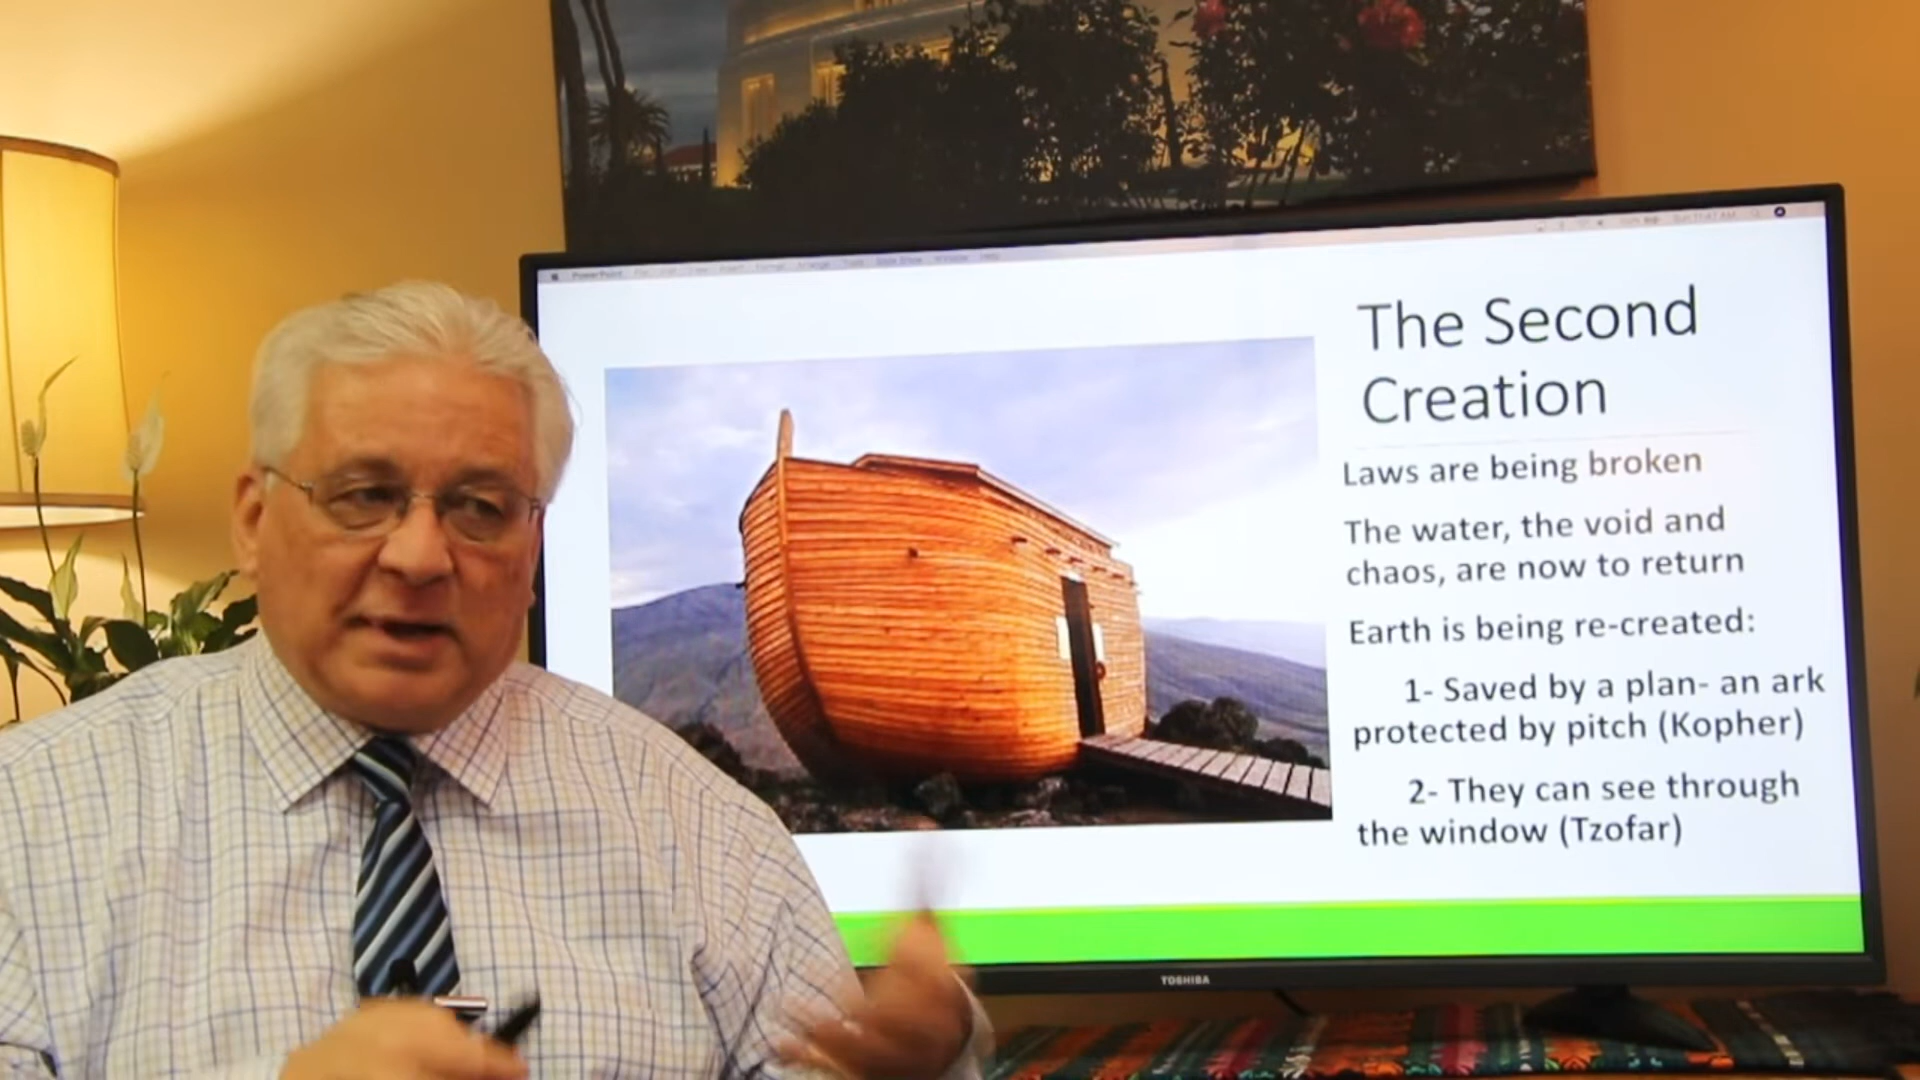 PowerPoint
The Second
Creation
Laws are being broken
The water, the void and
chaos, are now to return
Earth is being re-created:
1- Saved by a plan- an ark
protected by pitch (Kopher)
2- They can see through
the window (Tzofar)
TOSHIBA